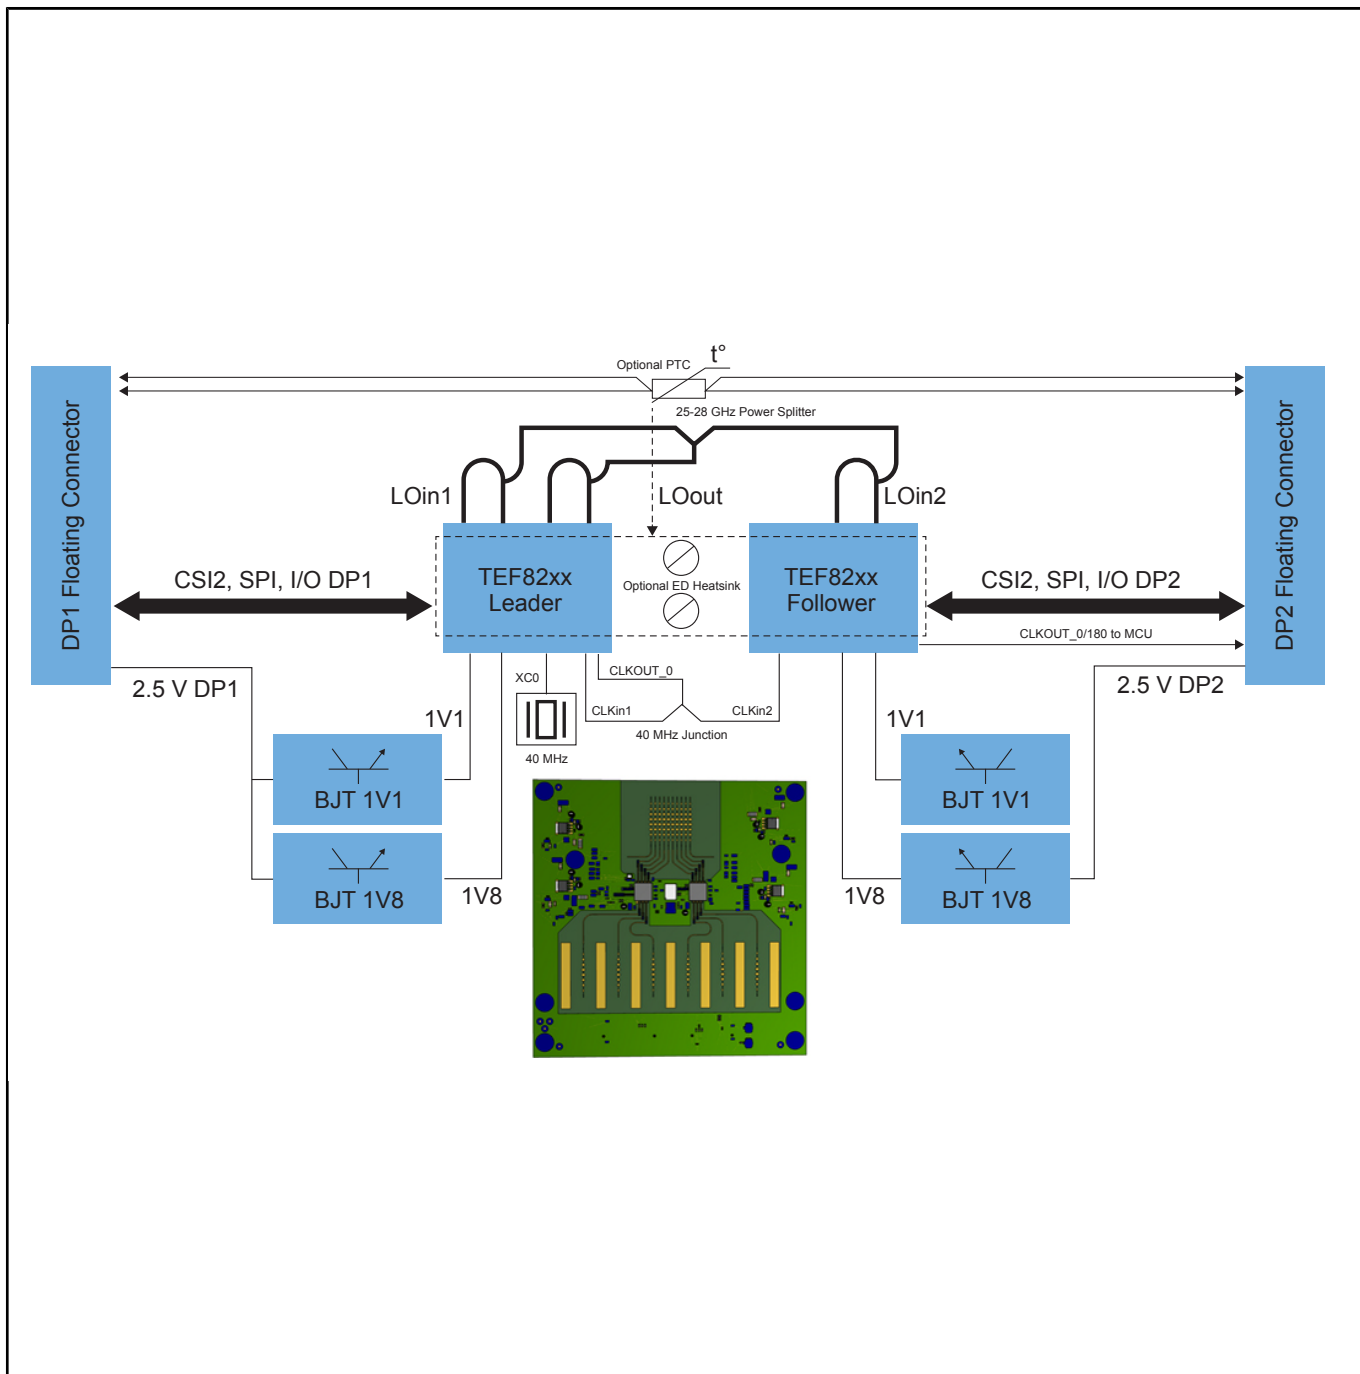 Optional PTC
t°
25-28 GHz Power Splitter
LOin1
LOout
LOin2
DP1 Floating Connector
DP2 Floating Connector
CSI2, SPI, I/O DP1
TEF82xx
Leader
Optional ED Heatsink
TEF82xx
Follower
CSI2, SPI, I/O DP2
CLKOUT_0/180 to MCU
2.5 V DP1
XC0
CLKOUT_0
2.5 V DP2
1V1
CLKin1
CLKin2
1V1
40 MHz Junction
40 MHz
BJT 1V1
BJT 1V1
1V8
1V8
BJT 1V8
BJT 1V8